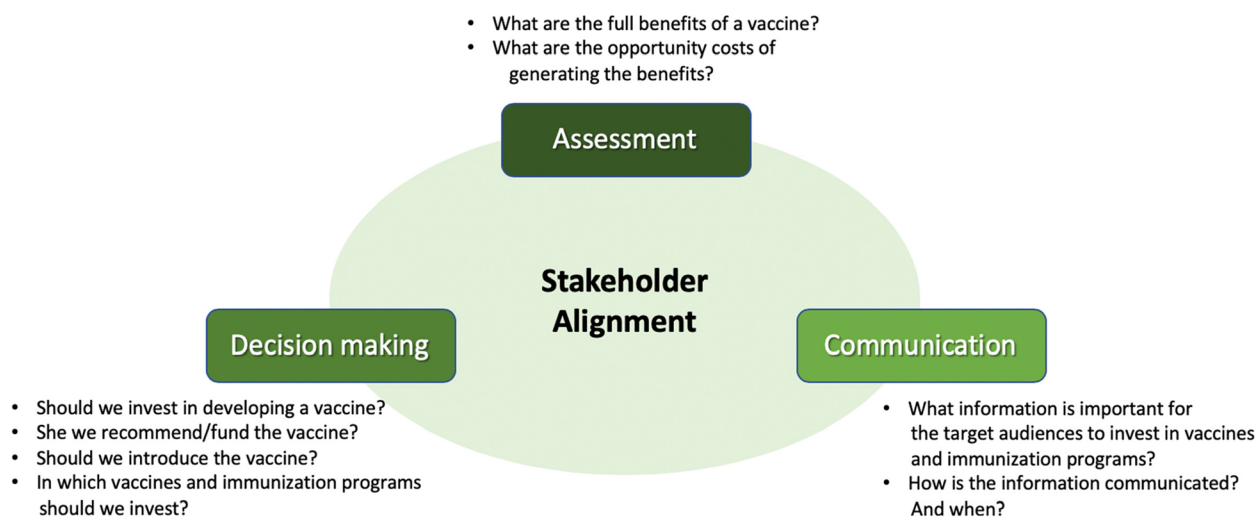 • What are the full benefits of a vaccine?
• What are the opportunity costs of
generating the benefits?
Assessment
Stakeholder
Alignment
Decision making
• Should we invest in developing a vaccine?
• She we recommend/fund the vaccine?
• Should we introduce the vaccine?
• In which vaccines and immunization programs
should we invest?
Communication
• What information is important for
the target audiences to invest in vaccines
and immunization programs?
• How is the information communicated?
And when?